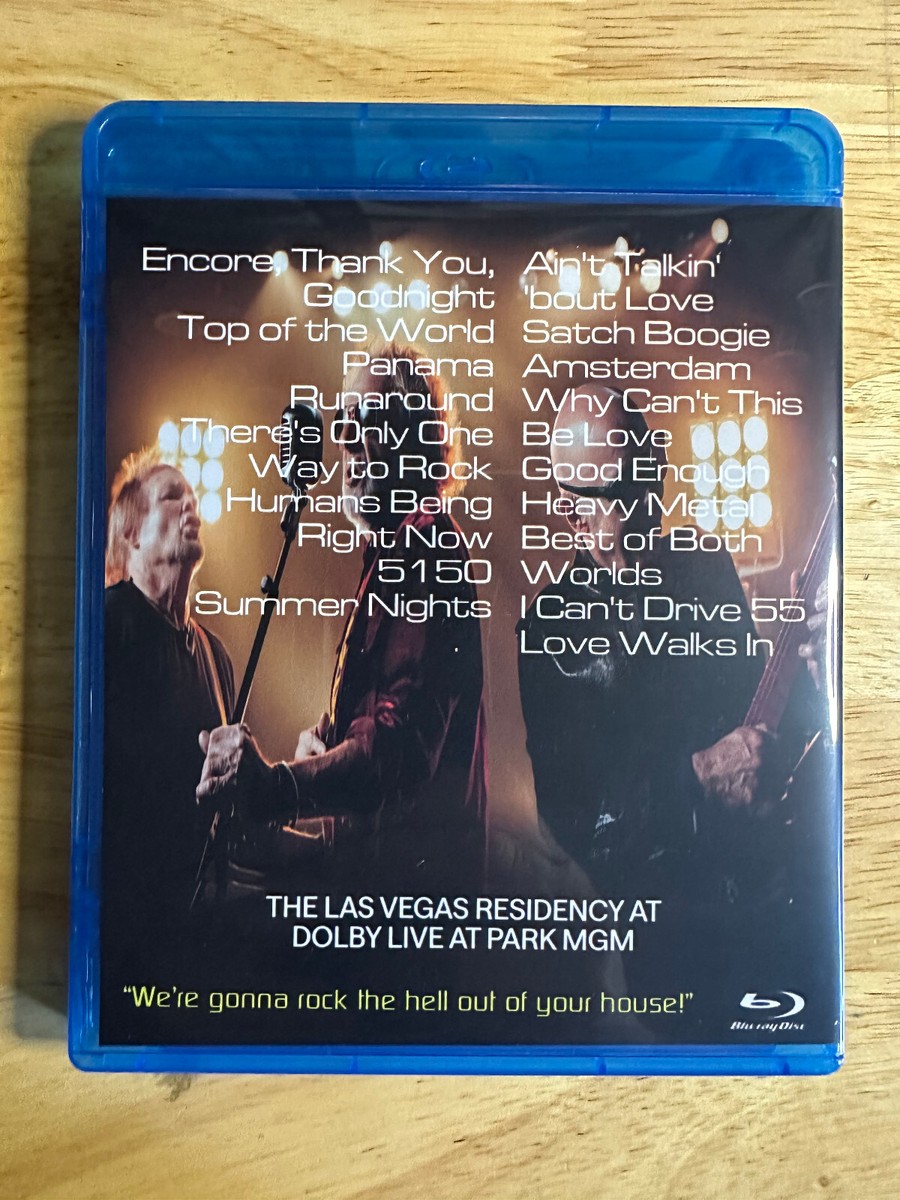 Encore, Thank You,
Goodnight
Top of the World
Panama
Runaround
There's Only One
Way to Rock
Humans Being
Right Now
5150
Summer Nights
Ain't Talkin'
'bout Love
Satch Boogie
Amsterdam
Why Can't This
Be Love
Good Enough
Heavy Metal
Best of Both
Worlds
I Can't Drive 55
Love Walks In
THE LAS VEGAS RESIDENCY AT
DOLBY LIVE AT PARK MGM
“We're gonna rock the hell out of your house!”
Blu-ray Disc